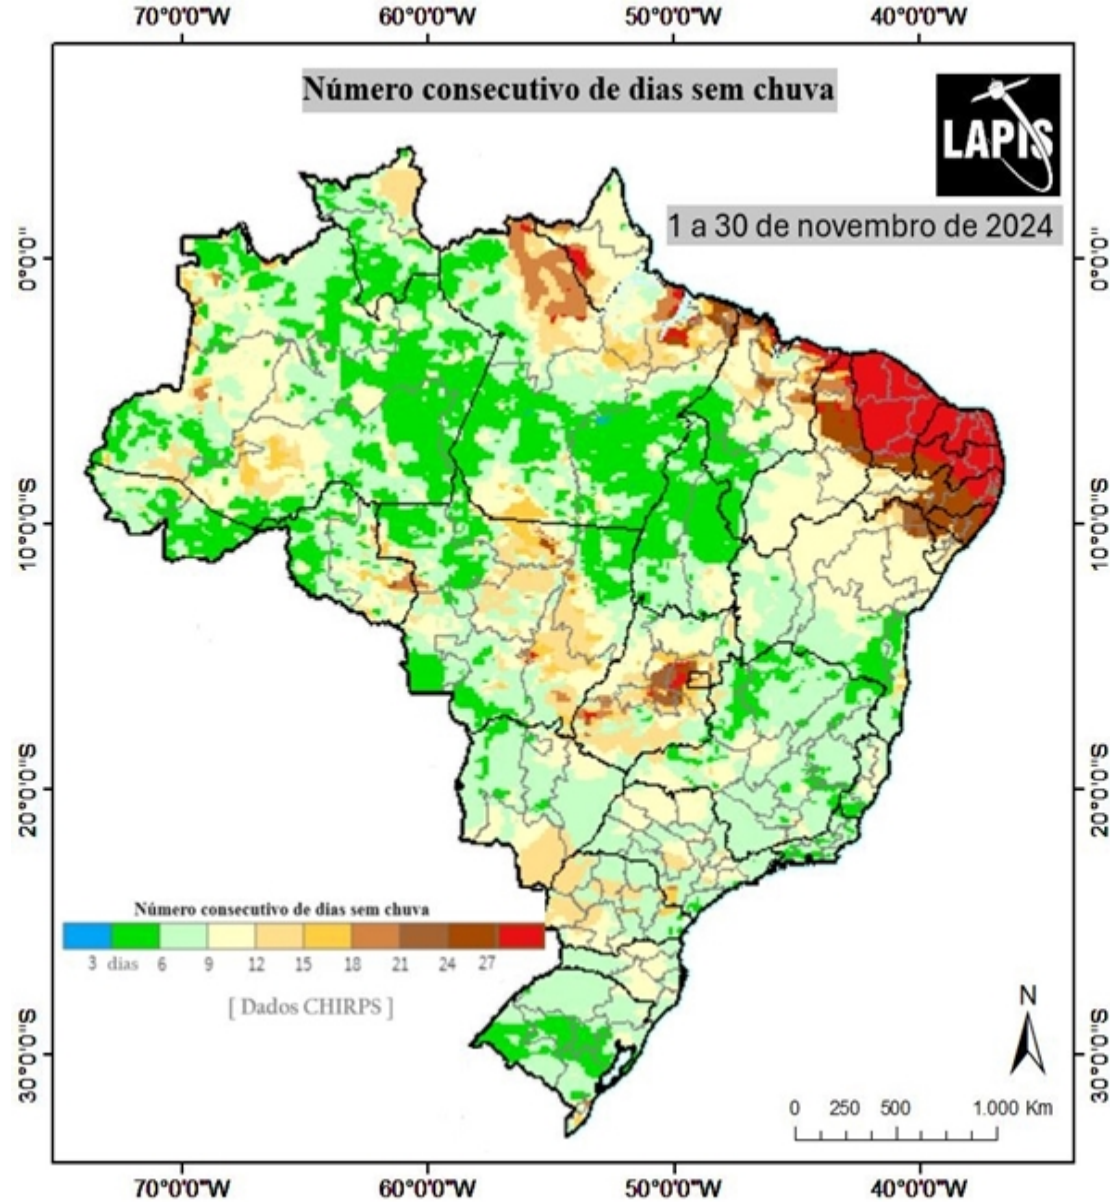 70°0'0"W 60°0'0"W 50°0'0"W 40°0'0"W
Número consecutivo de dias sem chuva
LAPIS
1 a 30 de novembro de 2024
0°0'0" 0°0'0"
10°0'0"S 10°0'0"S
20°0'0"S 20°0'0"S
Número consecutivo de dias sem chuva
3 dias 6 9 12 15 18 21 24 27
[ Dados CHIRPS ]
N
30°0'0"S 30°0'0"S
0 250 500 1.000 Km
70°0'0"W 60°0'0"W 50°0'0"W 40°0'0"W